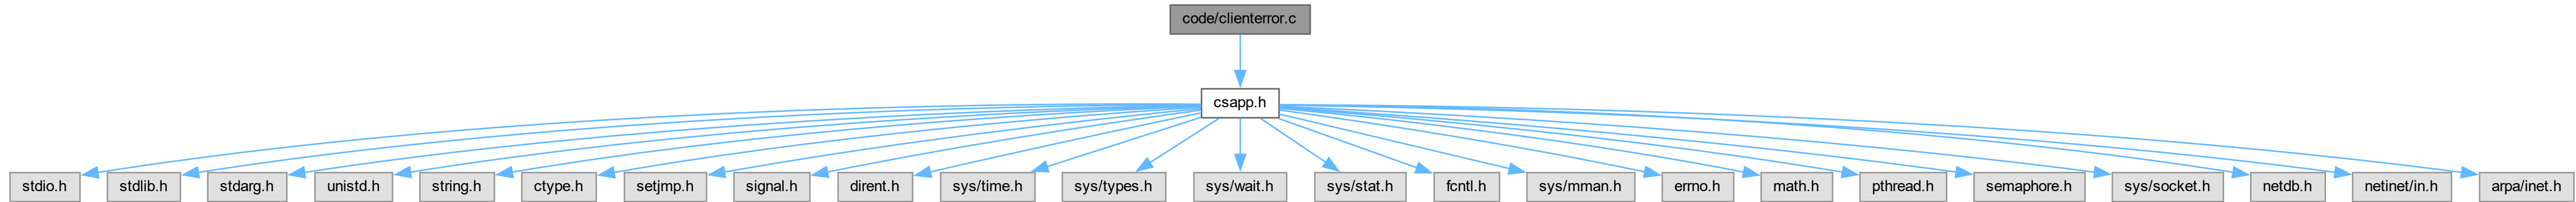 code/clienterror.c
csapp.h
stdio.h
stdlib.h
stdarg.h
unistd.h
string.h
ctype.h
setjmp.h
signal.h
dirent.h
sys/time.h
sys/types.h
sys/wait.h
sys/stat.h
fcntl.h
sys/mman.h
errno.h
math.h
pthread.h
semaphore.h
sys/socket.h
netdb.h
netinet/in.h
arpa/inet.h